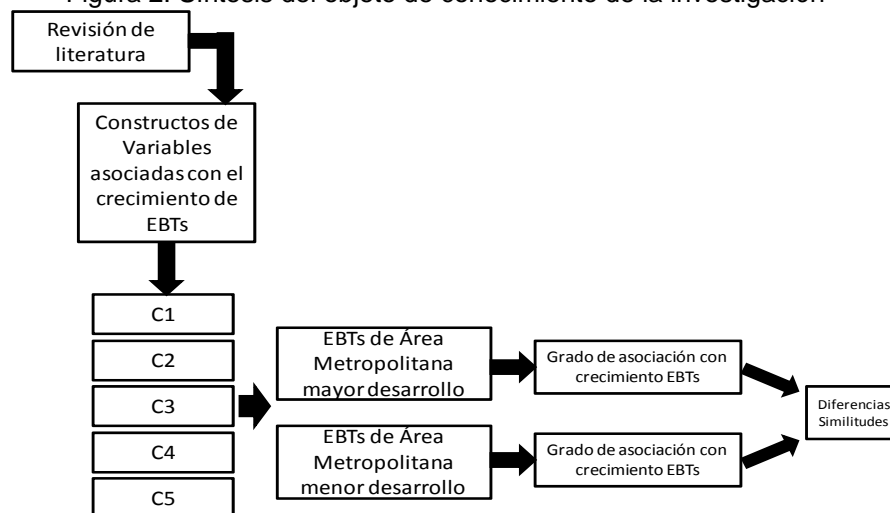 Figura 2. Síntesis del objeto de conocimiento de la investigación
Revisión de
literatura
Constructos de
Variables
asociadas con el
crecimiento de
EBTs
C1
C2
C3
C4
C5
EBTs de Área
Metropolitana
mayor desarrollo
Grado de asociación con
crecimiento EBTs
EBTs de Área
Metropolitana
menor desarrollo
Grado de asociación con
crecimiento EBTs
Diferencias
Similitudes